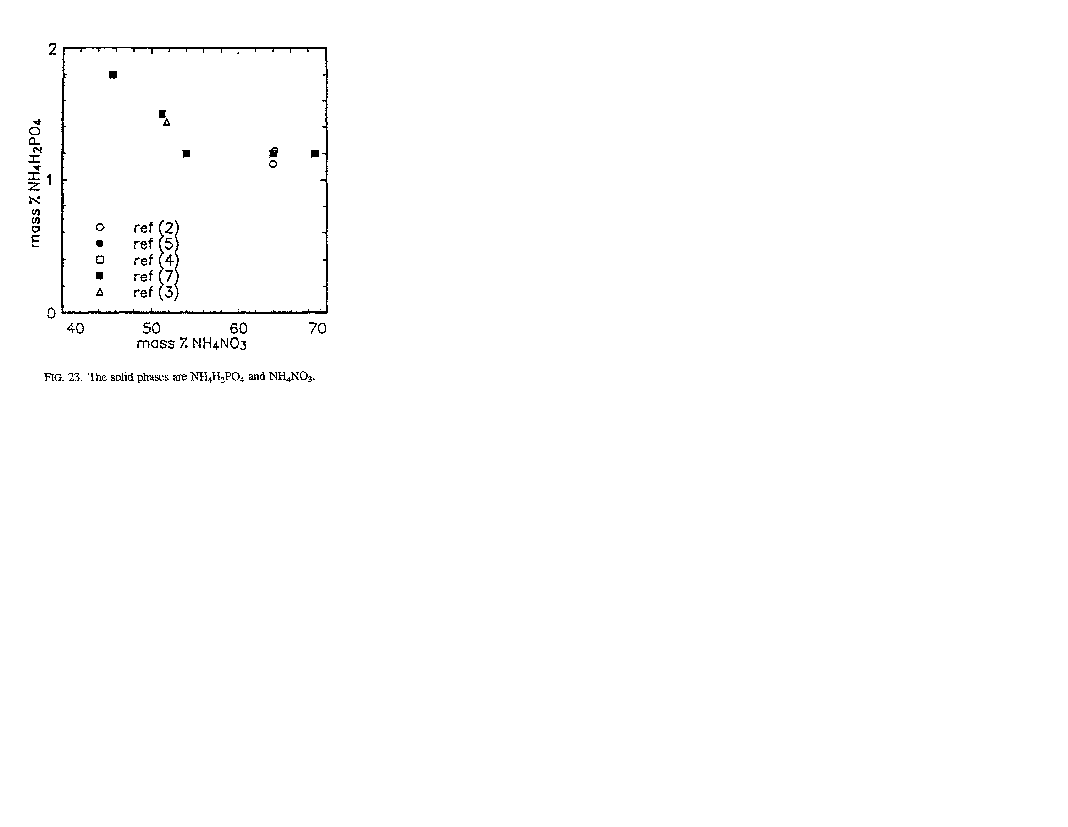 2
mass % NH4H2PO4
1
ref (2)
ref (5)
ref (4)
ref (7)
ref (3)
0
40 50 60 70
mass % NH4NO3
FIG. 23. The solid phases are NH₄H₂PO₄ and NH₄NO₃.